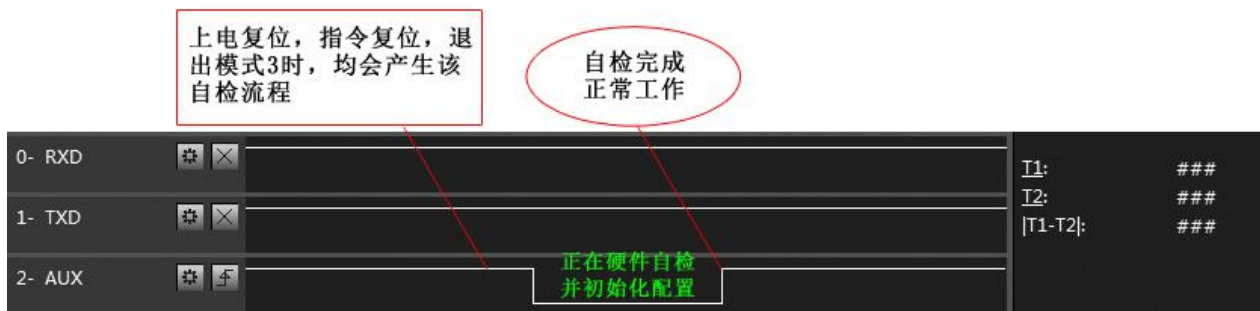 上电复位，指令复位，退
出模式3时，均会产生该
自检流程
自检完成
正常工作
0- RXD
T1: ###
T2: ###
1- TXD
|T1-T2|: ###
2- AUX
正在硬件自检
并初始化配置